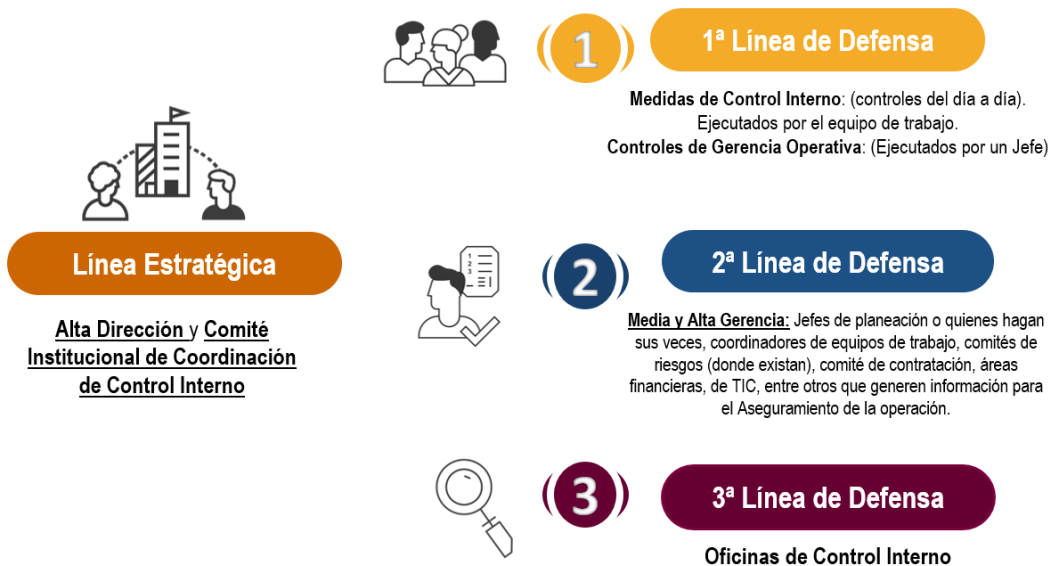 Línea Estratégica
Alta Dirección y Comité
Institucional de Coordinación
de Control Interno
1
1ª Línea de Defensa
Medidas de Control Interno: (controles del día a día).
Ejecutados por el equipo de trabajo.
Controles de Gerencia Operativa: (Ejecutados por un Jefe)
1
2
3
2
2ª Línea de Defensa
Media y Alta Gerencia: Jefes de planeación o quienes hagan
sus veces, coordinadores de equipos de trabajo, comités de
riesgos (donde existan), comité de contratación, áreas
financieras, de TIC, entre otros que generen información para
el Aseguramiento de la operación.
3
3ª Línea de Defensa
Oficinas de Control Interno